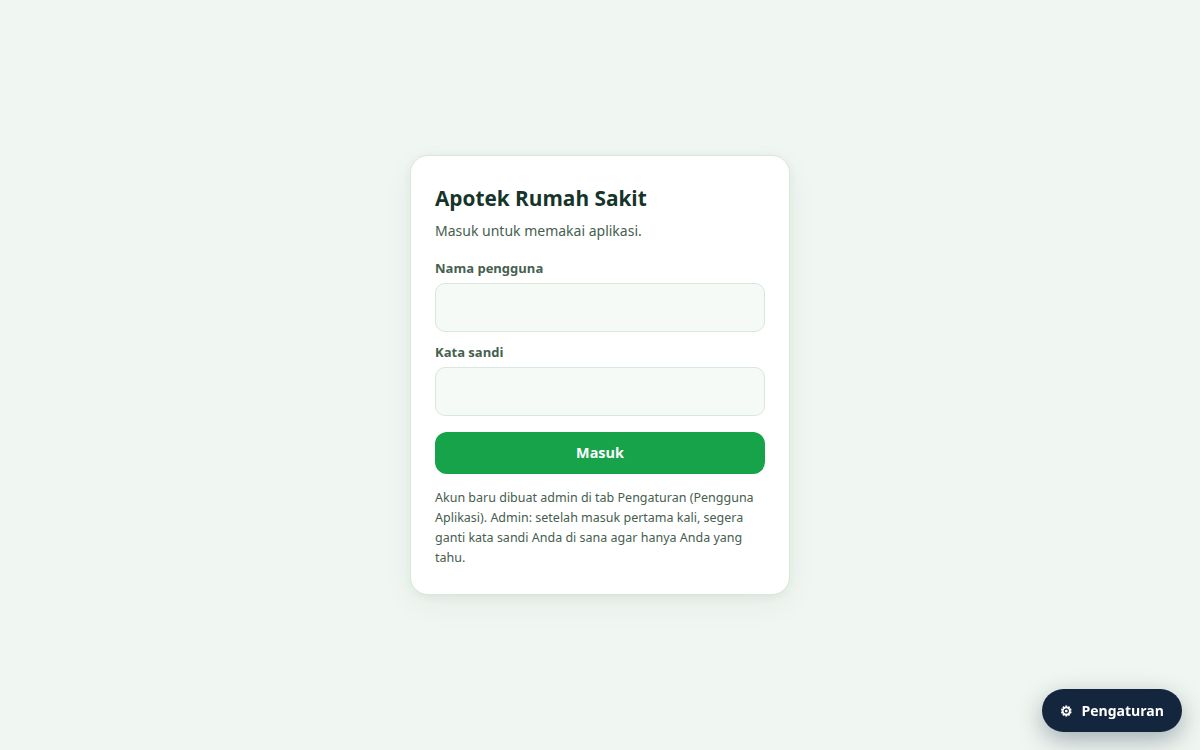 Apotek Rumah Sakit
Masuk untuk memakai aplikasi.
Nama pengguna
Kata sandi
Masuk
Akun baru dibuat admin di tab Pengaturan (Pengguna
Aplikasi). Admin: setelah masuk pertama kali, segera
ganti kata sandi Anda di sana agar hanya Anda yang
tahu.
⚙ Pengaturan